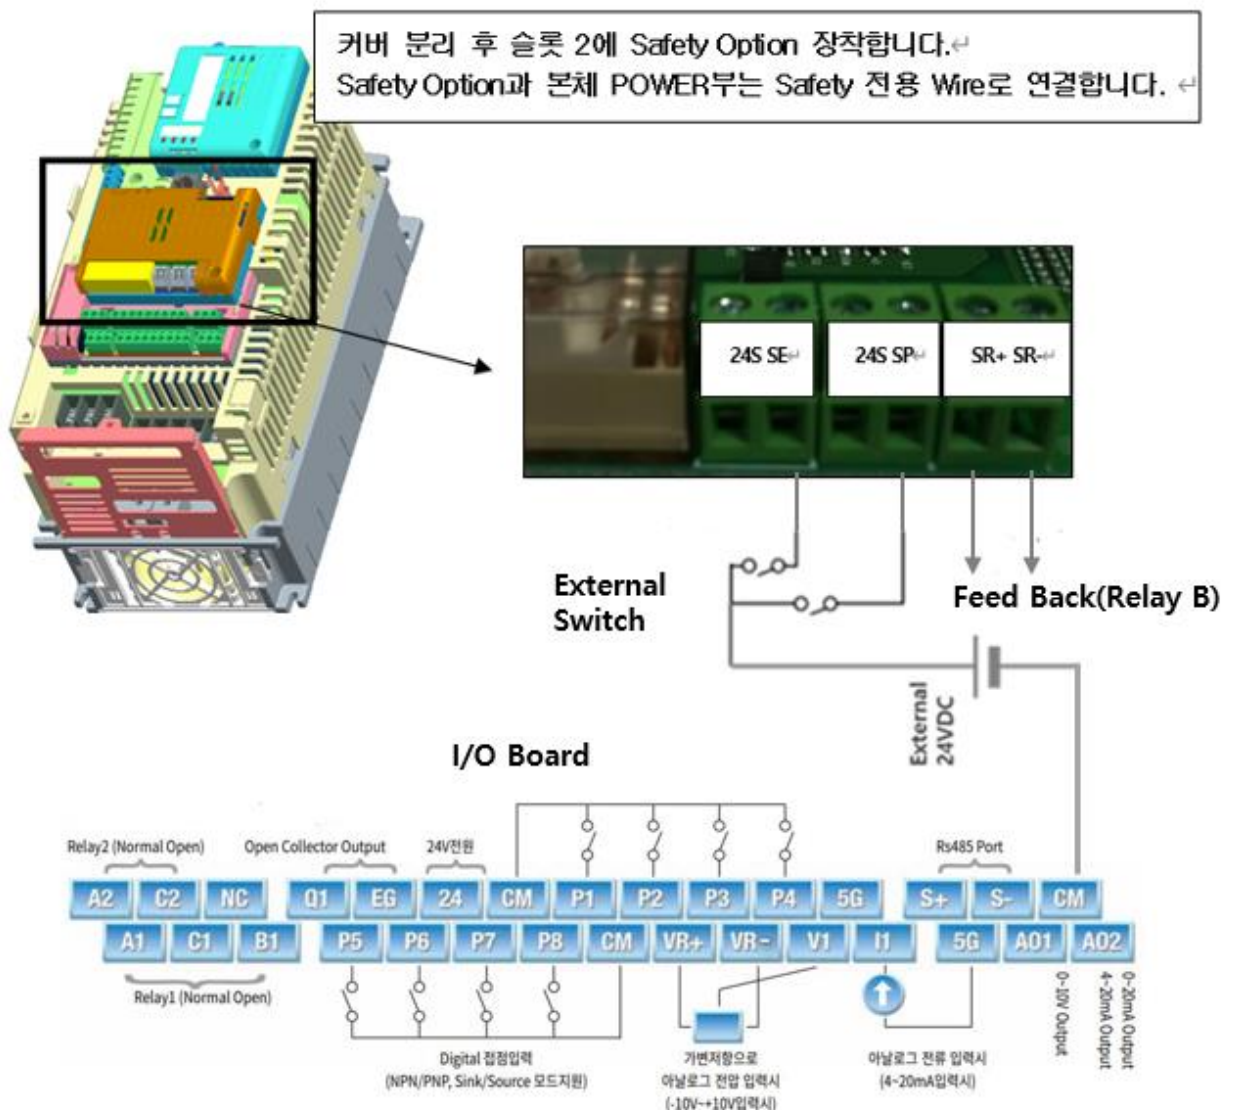 커버 분리 후 슬롯 2에 Safety Option 장착합니다.↵
Safety Option과 본체 POWER부는 Safety 전용 Wire로 연결합니다. ↵
24S SE↵
24S SP↵
SR+ SR-↵
External
Switch
Feed Back(Relay B)
External
24VDC
I/O Board
Relay2 (Normal Open)
Open Collector Output
24V전원
Rs485 Port
A2 C2 NC Q1 EG 24 CM P1 P2 P3 P4 5G S+ S- CM
A1 C1 B1 P5 P6 P7 P8 CM VR+ VR- V1 I1 5G AO1 AO2
Relay1 (Normal Open)
Digital 접점입력
(NPN/PNP, Sink/Source 모드지원)
가변저항으로
아날로그 전압 입력시
(-10V~+10V입력시)
아날로그 전류 입력시
(4~20mA입력시)
0~10V Output
4~20mA Output
0~20mA Output